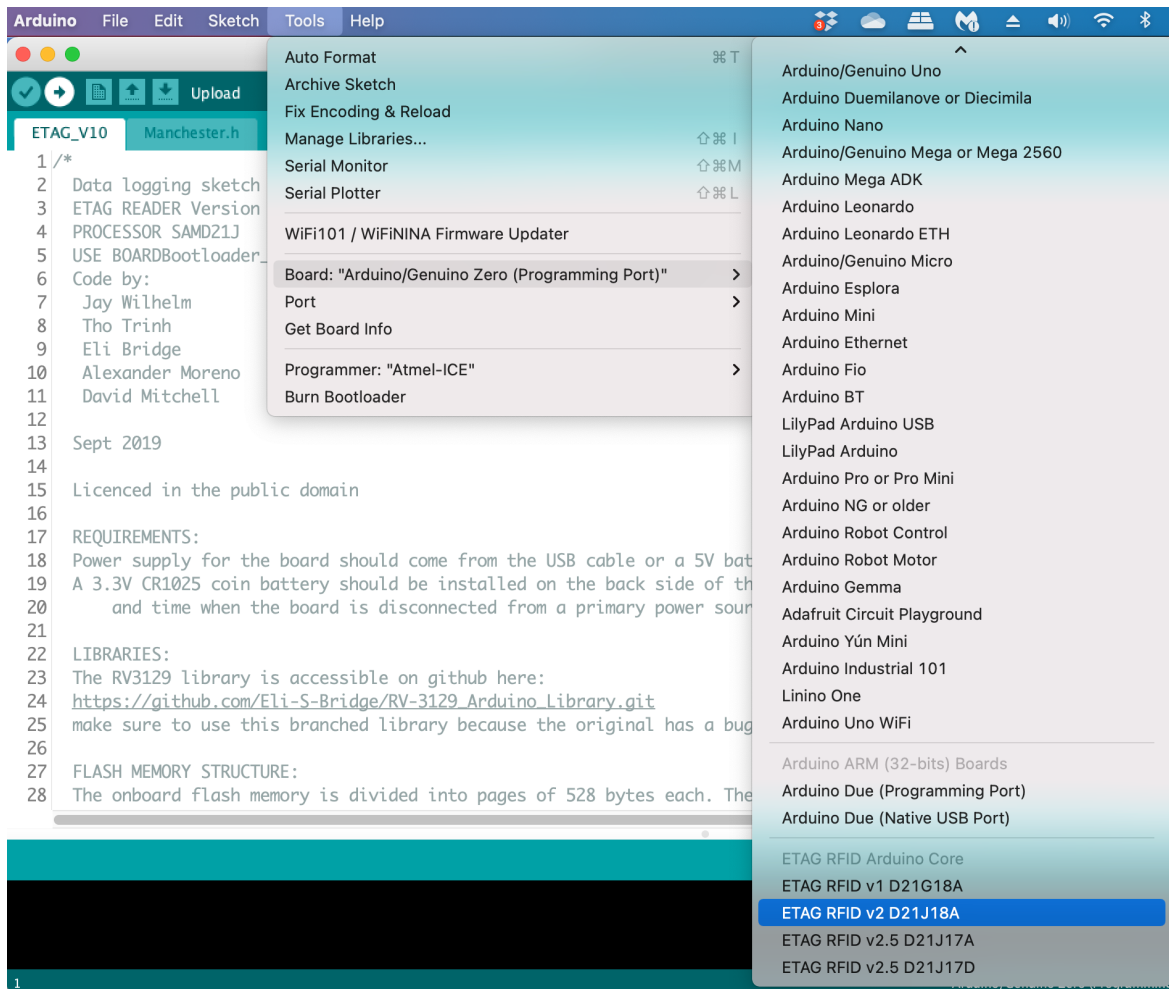 Arduino File Edit Sketch Tools Help
3
1
Upload
ETAG_V10 Manchester.h
1 /*
2 Data logging sketch
3 ETAG READER Version
4 PROCESSOR SAMD21J
5 USE BOARDBootloader_
6 Code by:
7 Jay Wilhelm
8 Tho Trinh
9 Eli Bridge
10 Alexander Moreno
11 David Mitchell
12
13 Sept 2019
14
15 Licenced in the public domain
16
17 REQUIREMENTS:
18 Power supply for the board should come from the USB cable or a 5V bat
19 A 3.3V CR1025 coin battery should be installed on the back side of th
20 and time when the board is disconnected from a primary power sour
21
22 LIBRARIES:
23 The RV3129 library is accessible on github here:
24 https://github.com/Eli-S-Bridge/RV-3129_Arduino_Library.git
25 make sure to use this branched library because the original has a bug
26
27 FLASH MEMORY STRUCTURE:
28 The onboard flash memory is divided into pages of 528 bytes each. The
1
Auto Format ⌘ T
Archive Sketch
Fix Encoding & Reload
Manage Libraries... ⇧⌘ I
Serial Monitor ⇧⌘M
Serial Plotter ⇧⌘L
WiFi101 / WiFiNINA Firmware Updater
Board: "Arduino/Genuino Zero (Programming Port)"
Port
Get Board Info
Programmer: "Atmel-ICE"
Burn Bootloader
Arduino/Genuino Uno
Arduino Duemilanove or Diecimila
Arduino Nano
Arduino/Genuino Mega or Mega 2560
Arduino Mega ADK
Arduino Leonardo
Arduino Leonardo ETH
Arduino/Genuino Micro
Arduino Esplora
Arduino Mini
Arduino Ethernet
Arduino Fio
Arduino BT
LilyPad Arduino USB
LilyPad Arduino
Arduino Pro or Pro Mini
Arduino NG or older
Arduino Robot Control
Arduino Robot Motor
Arduino Gemma
Adafruit Circuit Playground
Arduino Yún Mini
Arduino Industrial 101
Linino One
Arduino Uno WiFi
Arduino ARM (32-bits) Boards
Arduino Due (Programming Port)
Arduino Due (Native USB Port)
ETAG RFID Arduino Core
ETAG RFID v1 D21G18A
ETAG RFID v2 D21J18A
ETAG RFID v2.5 D21J17A
ETAG RFID v2.5 D21J17D